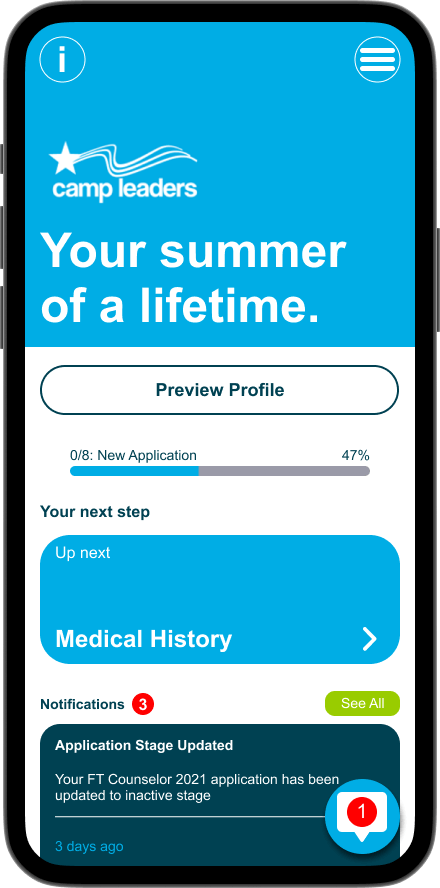 i
camp leaders
Your summer
of a lifetime.
Preview Profile
0/8: New Application 47%
Your next step
Up next
Medical History
Notifications 3 See All
Application Stage Updated
Your FT Counselor 2021 application has been
updated to inactive stage
1
3 days ago